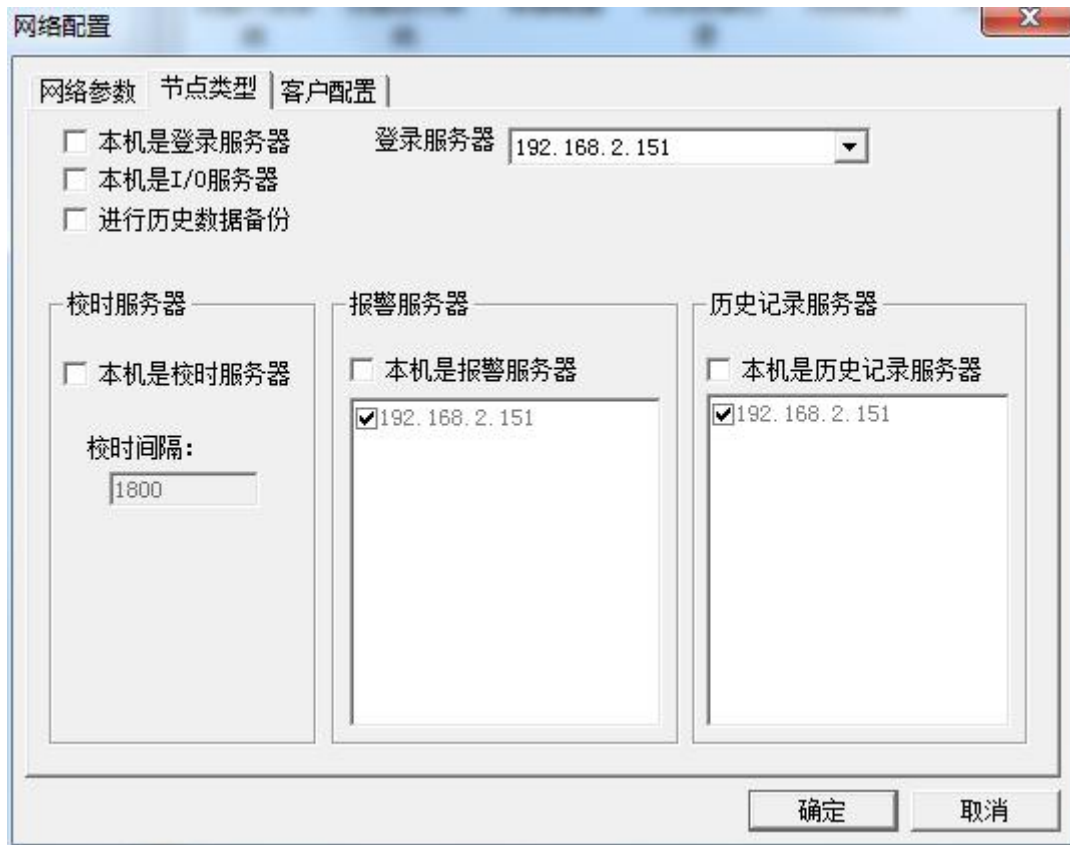 网络配置
网络参数 节点类型 客户配置
本机是登录服务器 登录服务器 192.168.2.151
本机是I/O服务器
进行历史数据备份
校时服务器 报警服务器 历史记录服务器
本机是校时服务器 本机是报警服务器 本机是历史记录服务器
192.168.2.151 192.168.2.151
校时间隔:
1800
确定 取消